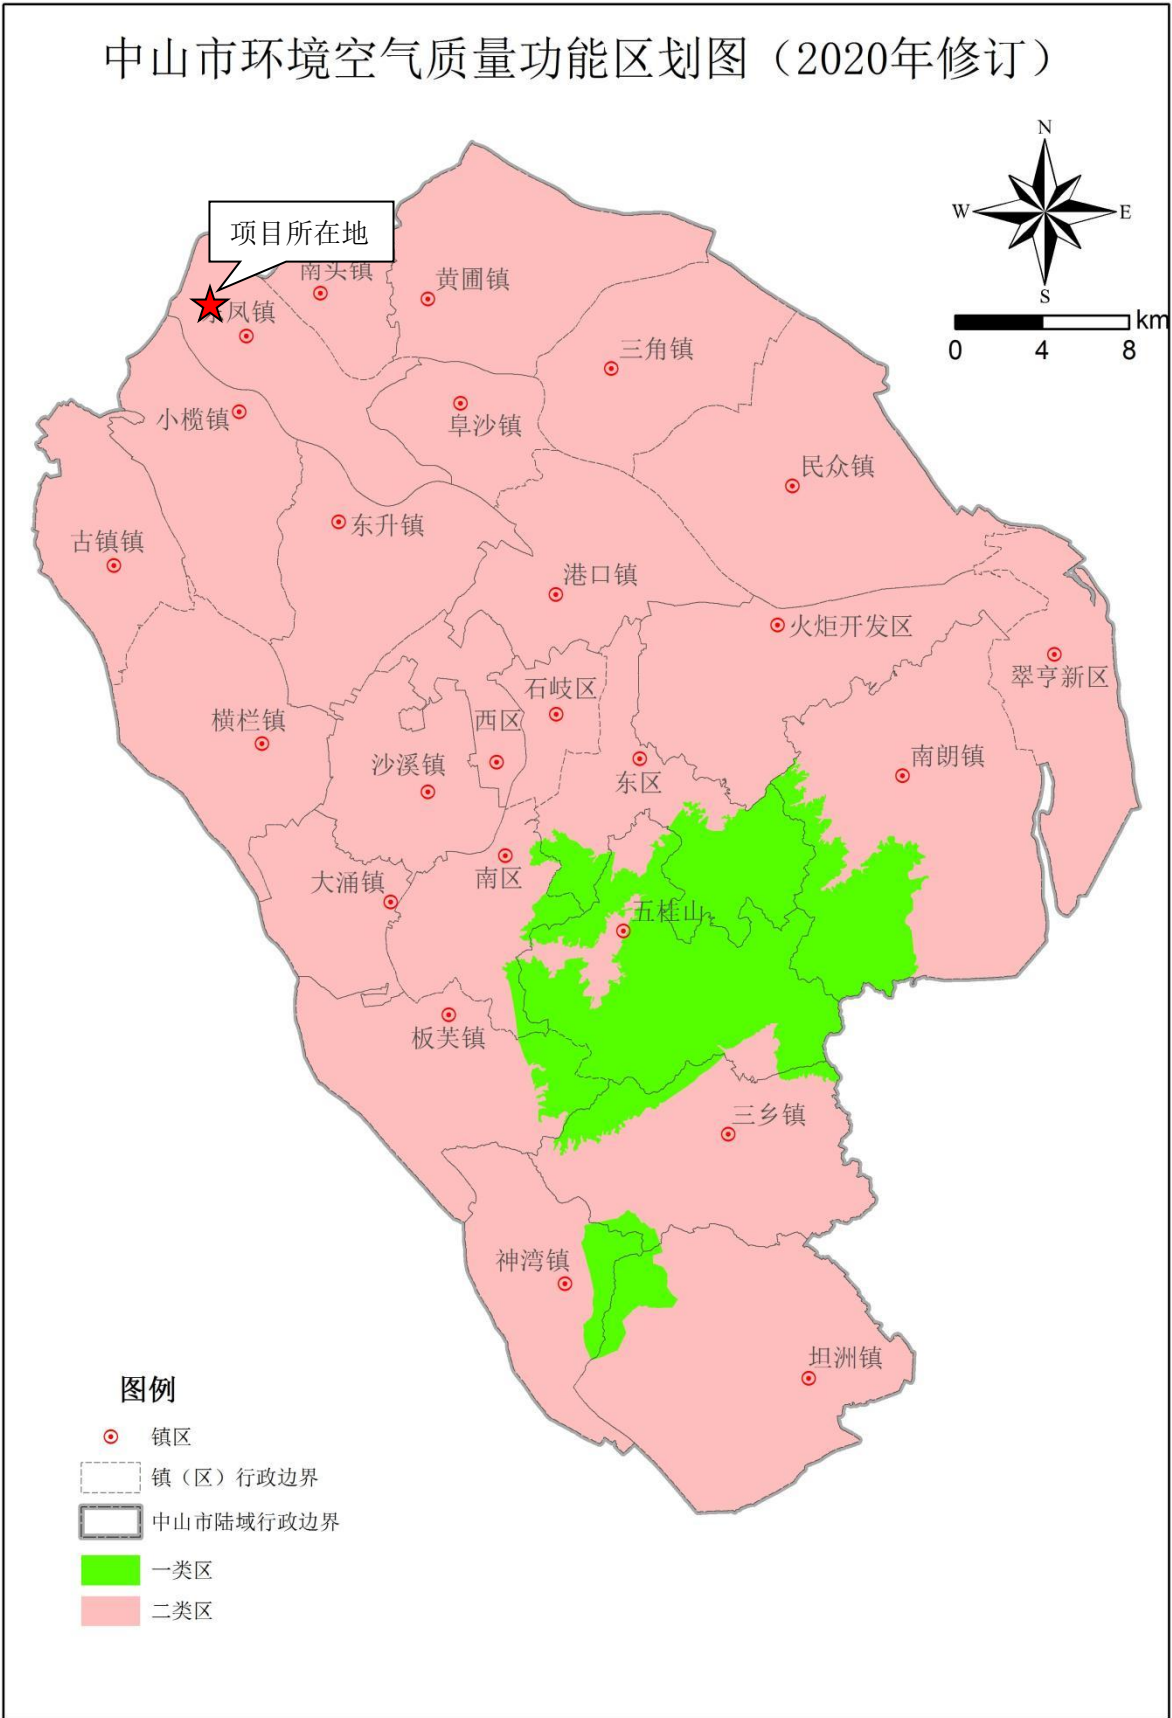 中山市环境空气质量功能区划图（2020年修订）
N
W
E
S
km
0 4 8
项目所在地
南头镇
黄圃镇
凤镇
三角镇
小榄镇
阜沙镇
民众镇
东升镇
古镇镇
港口镇
火炬开发区
翠亨新区
石岐区
西区
横栏镇
沙溪镇
东区
南朗镇
南区
大涌镇
五桂山
板芙镇
三乡镇
神湾镇
坦洲镇
图例
镇区
镇（区）行政边界
中山市陆域行政边界
一类区
二类区